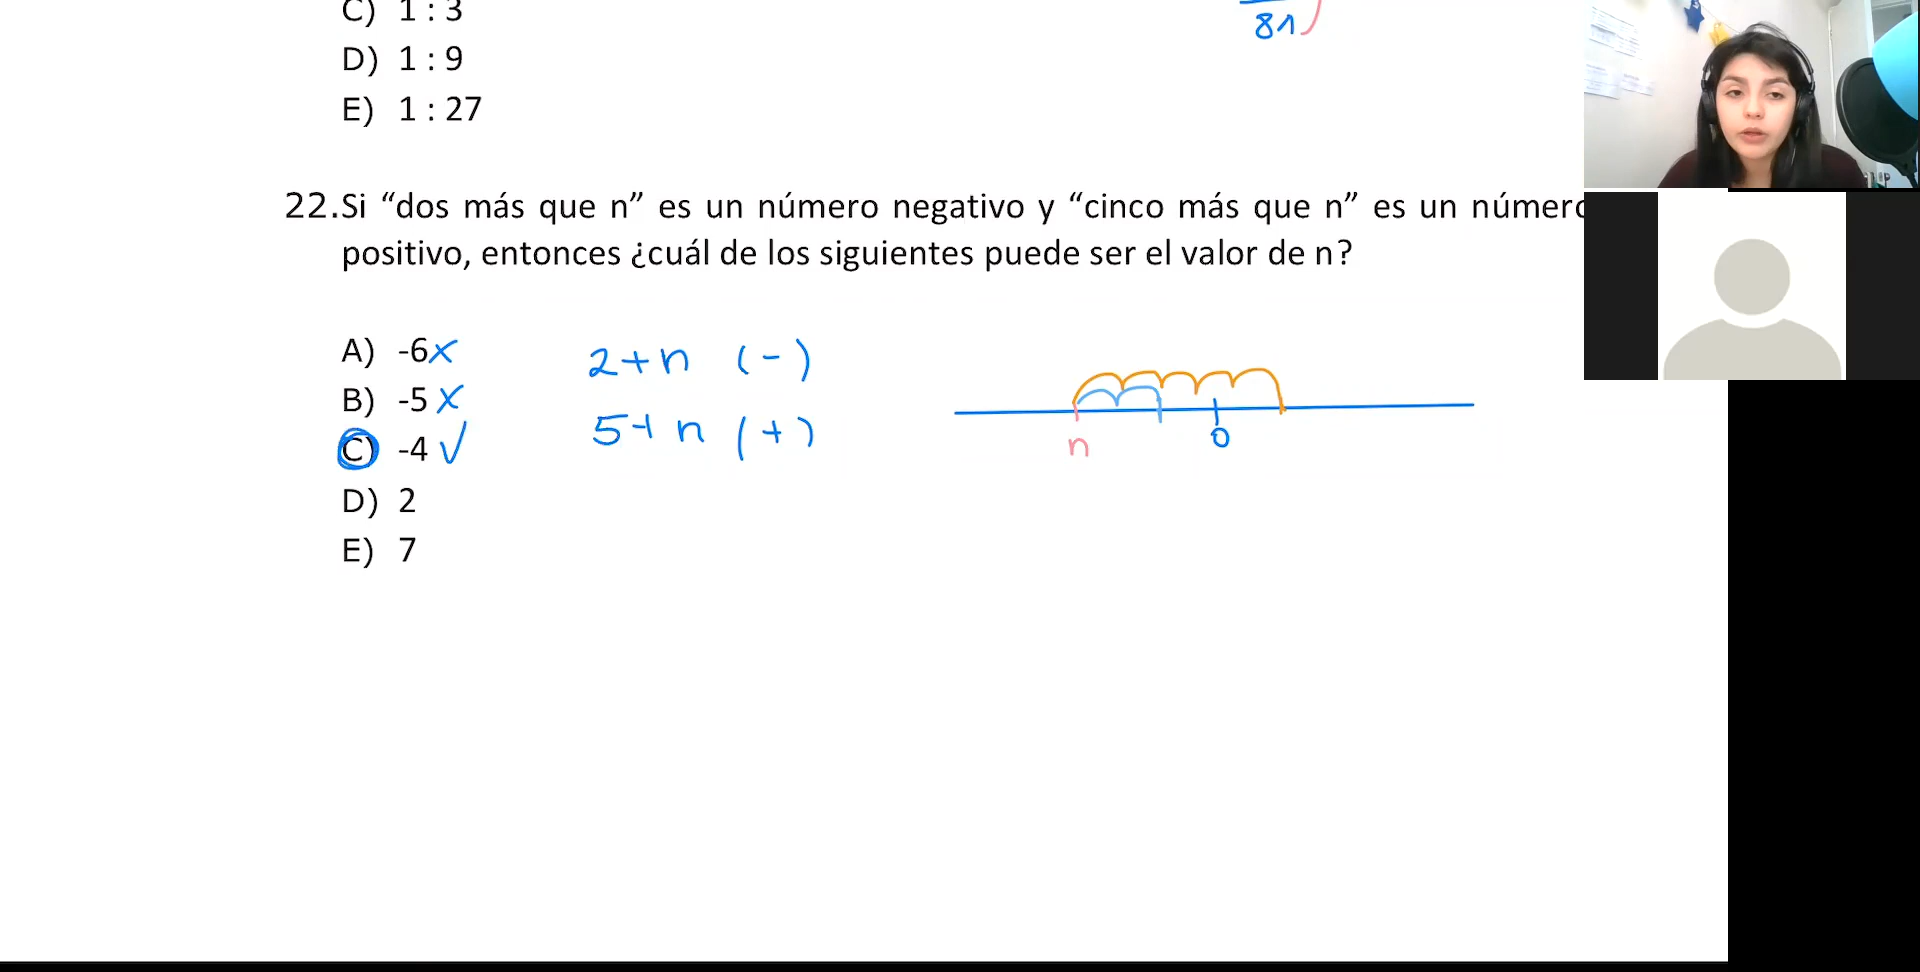 C) 1 : 3
81
D) 1 : 9
E) 1 : 27
22. Si “dos más que n” es un número negativo y “cinco más que n” es un número
positivo, entonces ¿cuál de los siguientes puede ser el valor de n?
A) -6 x
2+n (-)
B) -5 x
5+n (+)
C) -4 ✓
n 0
D) 2
E) 7